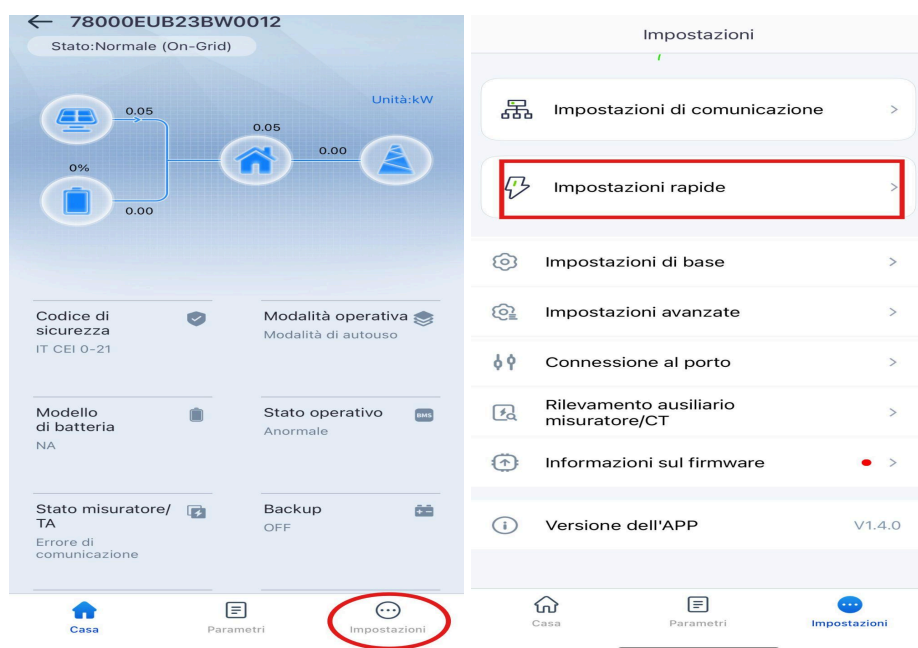 78000EUB23BW0012
Stato:Normale (On-Grid)
Unità:kW
0.05
0.05
0.00
0%
0.00
Codice di
sicurezza
IT CEI 0-21
Modalità operativa
Modalità di autouso
Modello
di batteria
NA
Stato operativo
Anormale
BMS
Stato misuratore/
TA
Errore di
comunicazione
Backup
OFF
Casa
Parametri
Impostazioni
Impostazioni
Impostazioni di comunicazione
Impostazioni rapide
Impostazioni di base
Impostazioni avanzate
Connessione al porto
Rilevamento ausiliario
misuratore/CT
Informazioni sul firmware
Versione dell'APP
V1.4.0
Casa
Parametri
Impostazioni